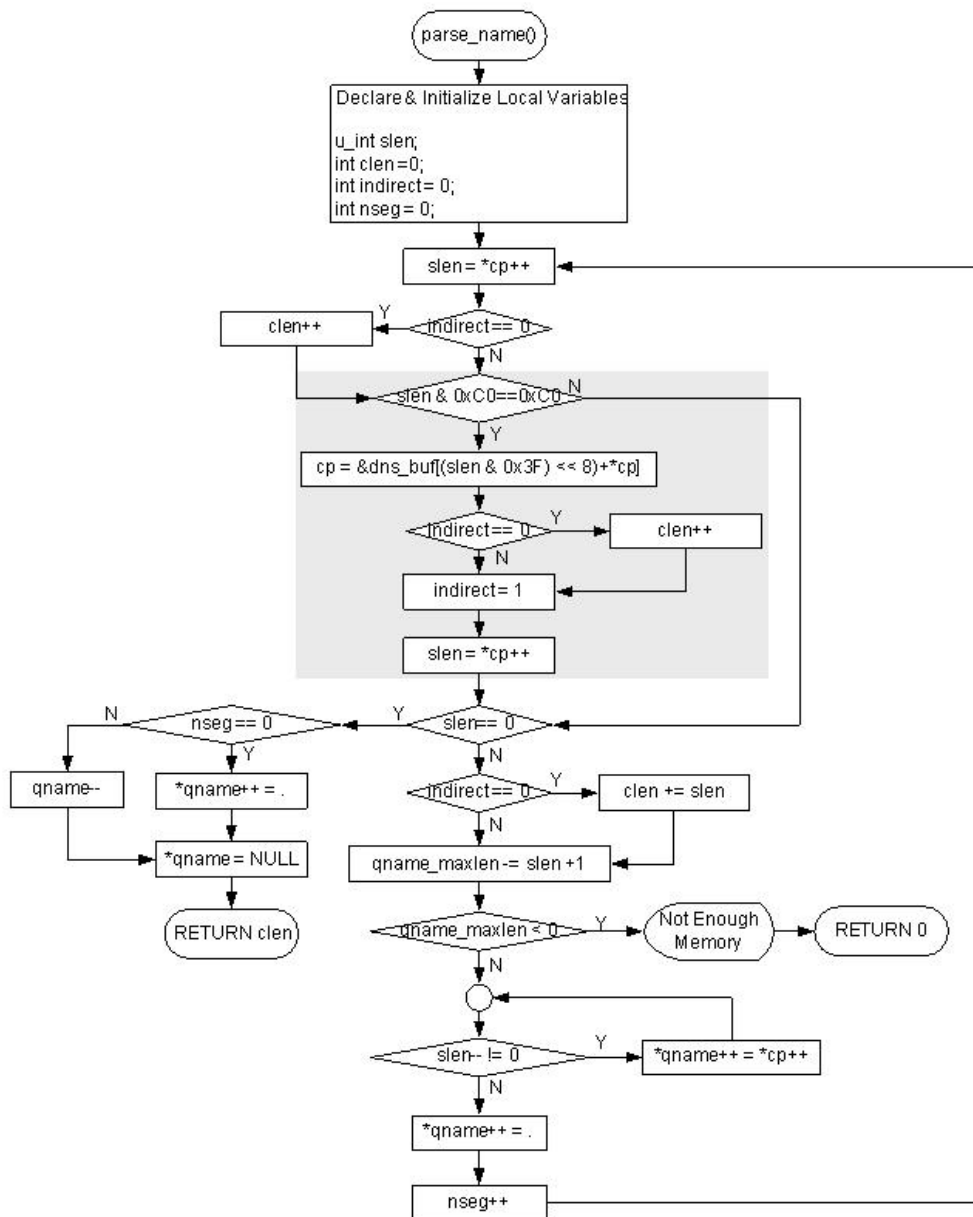 parse_name()
Declare & Initialize Local Variables
u_int slen;
int clen =0;
int indirect = 0;
int nseg = 0;
slen = *cp++
indirect == 0
Y
clen++
N
slen & 0xC0==0xC0
N
Y
cp = &dns_buf[(slen & 0x3F) << 8)+*cp]
indirect == 0
Y
clen++
N
indirect = 1
slen = *cp++
slen == 0
Y
nseg == 0
N
Y
N
qname--
*qname++ = .
indirect==0
Y
clen += slen
N
*qname = NULL
qname_maxlen -= slen +1
RETURN clen
qname_maxlen < 0
Y
Not Enough
Memory
RETURN 0
N
slen-- != 0
Y
*qname++ = *cp++
N
*qname++ = .
nseg++